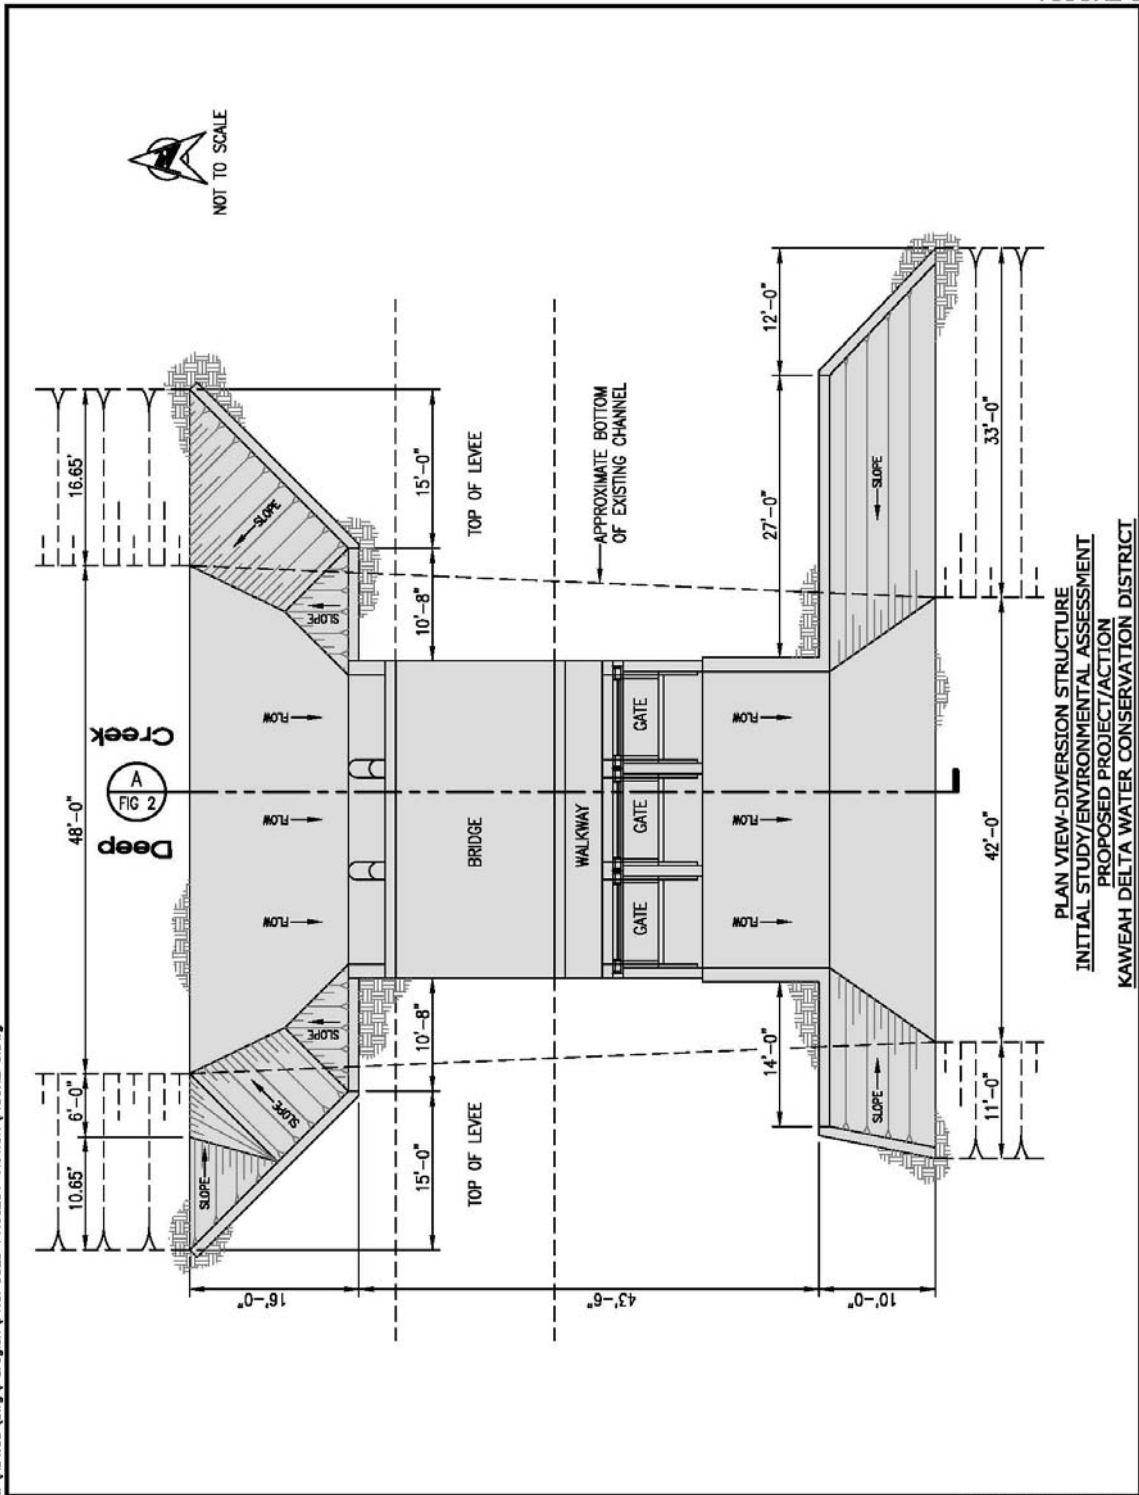 NOT TO SCALE
16.65'
48'-0"
6'-0"
10.65'
Deep
Creek
A
FIG 2
SLOPE
SLOPE
SLOPE
SLOPE
SLOPE
FLOW
FLOW
FLOW
15'-0"
10'-8"
10'-8"
15'-0"
TOP OF LEVEE
TOP OF LEVEE
BRIDGE
WALKWAY
APPROXIMATE BOTTOM
OF EXISTING CHANNEL
GATE
GATE
GATE
FLOW
FLOW
FLOW
12'-0"
27'-0"
14'-0"
SLOPE
SLOPE
33'-0"
42'-0"
11'-0"
16'-0"
43'-6"
10'-0"
PLAN VIEW-DIVERSION STRUCTURE
INITIAL STUDY/ENVIRONMENTAL ASSESSMENT
PROPOSED PROJECT/ACTION
KAWEAH DELTA WATER CONSERVATION DISTRICT